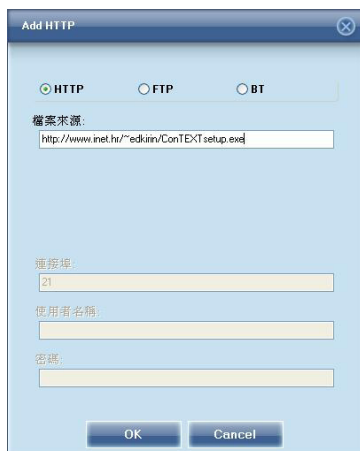 Add HTTP
HTTP FTP BT
檔案來源:
http://www.inet.hr/~edkirin/ConTEXTsetup.exe
連接埠:
21
使用者名稱:
密碼:
OK Cancel